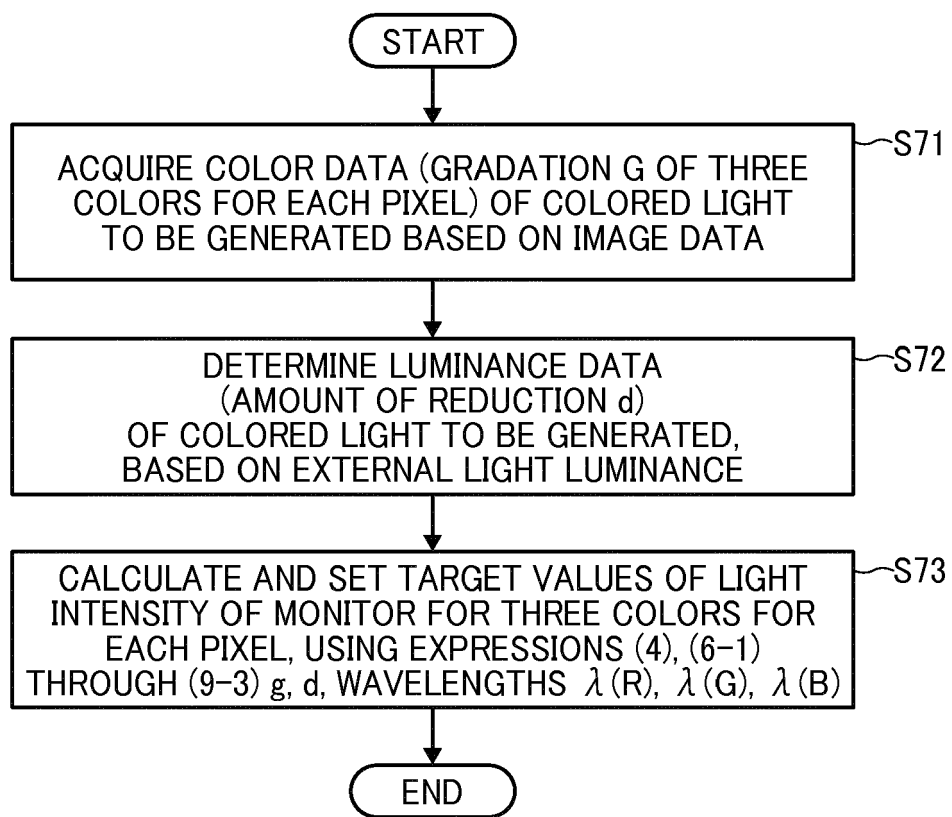 START
ACQUIRE COLOR DATA (GRADATION G OF THREE
COLORS FOR EACH PIXEL) OF COLORED LIGHT
TO BE GENERATED BASED ON IMAGE DATA
S71
DETERMINE LUMINANCE DATA
(AMOUNT OF REDUCTION d)
OF COLORED LIGHT TO BE GENERATED,
BASED ON EXTERNAL LIGHT LUMINANCE
S72
CALCULATE AND SET TARGET VALUES OF LIGHT
INTENSITY OF MONITOR FOR THREE COLORS FOR
EACH PIXEL, USING EXPRESSIONS (4), (6-1)
THROUGH (9-3) g, d, WAVELENGTHS λ(R), λ(G), λ(B)
S73
END